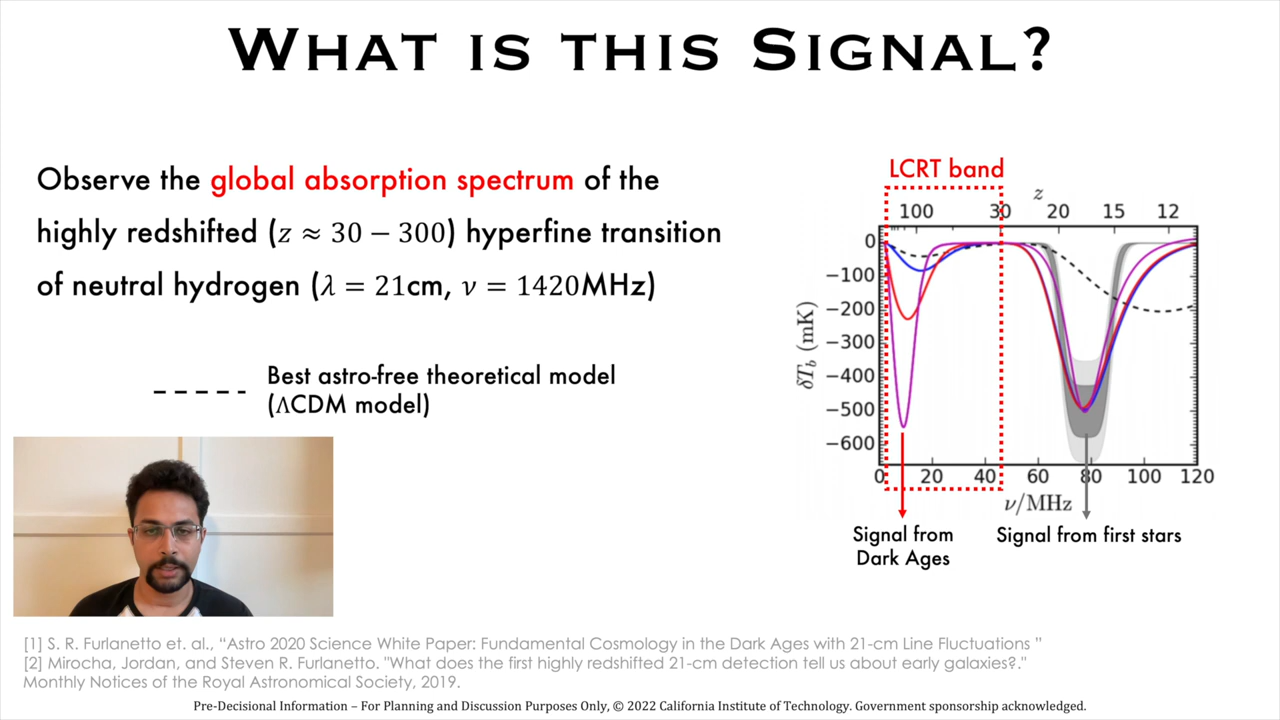 WHAT IS THIS SIGNAL?
Observe the global absorption spectrum of the
highly redshifted (z ≈ 30 − 300) hyperfine transition
of neutral hydrogen (λ = 21cm, ν = 1420MHz)
Best astro-free theoretical model
(ΛCDM model)
LCRT band
z
100 30 20 15 12
0
−100
−200
−300
−400
−500
−600
δT_b (mK)
0 20 40 60 80 100 120
ν/MHz
Signal from
Dark Ages
Signal from first stars
[1] S. R. Furlanetto et. al., “Astro 2020 Science White Paper: Fundamental Cosmology in the Dark Ages with 21-cm Line Fluctuations ”
[2] Mirocha, Jordan, and Steven R. Furlanetto. "What does the first highly redshifted 21-cm detection tell us about early galaxies?."
Monthly Notices of the Royal Astronomical Society, 2019.
Pre-Decisional Information – For Planning and Discussion Purposes Only, © 2022 California Institute of Technology. Government sponsorship acknowledged.